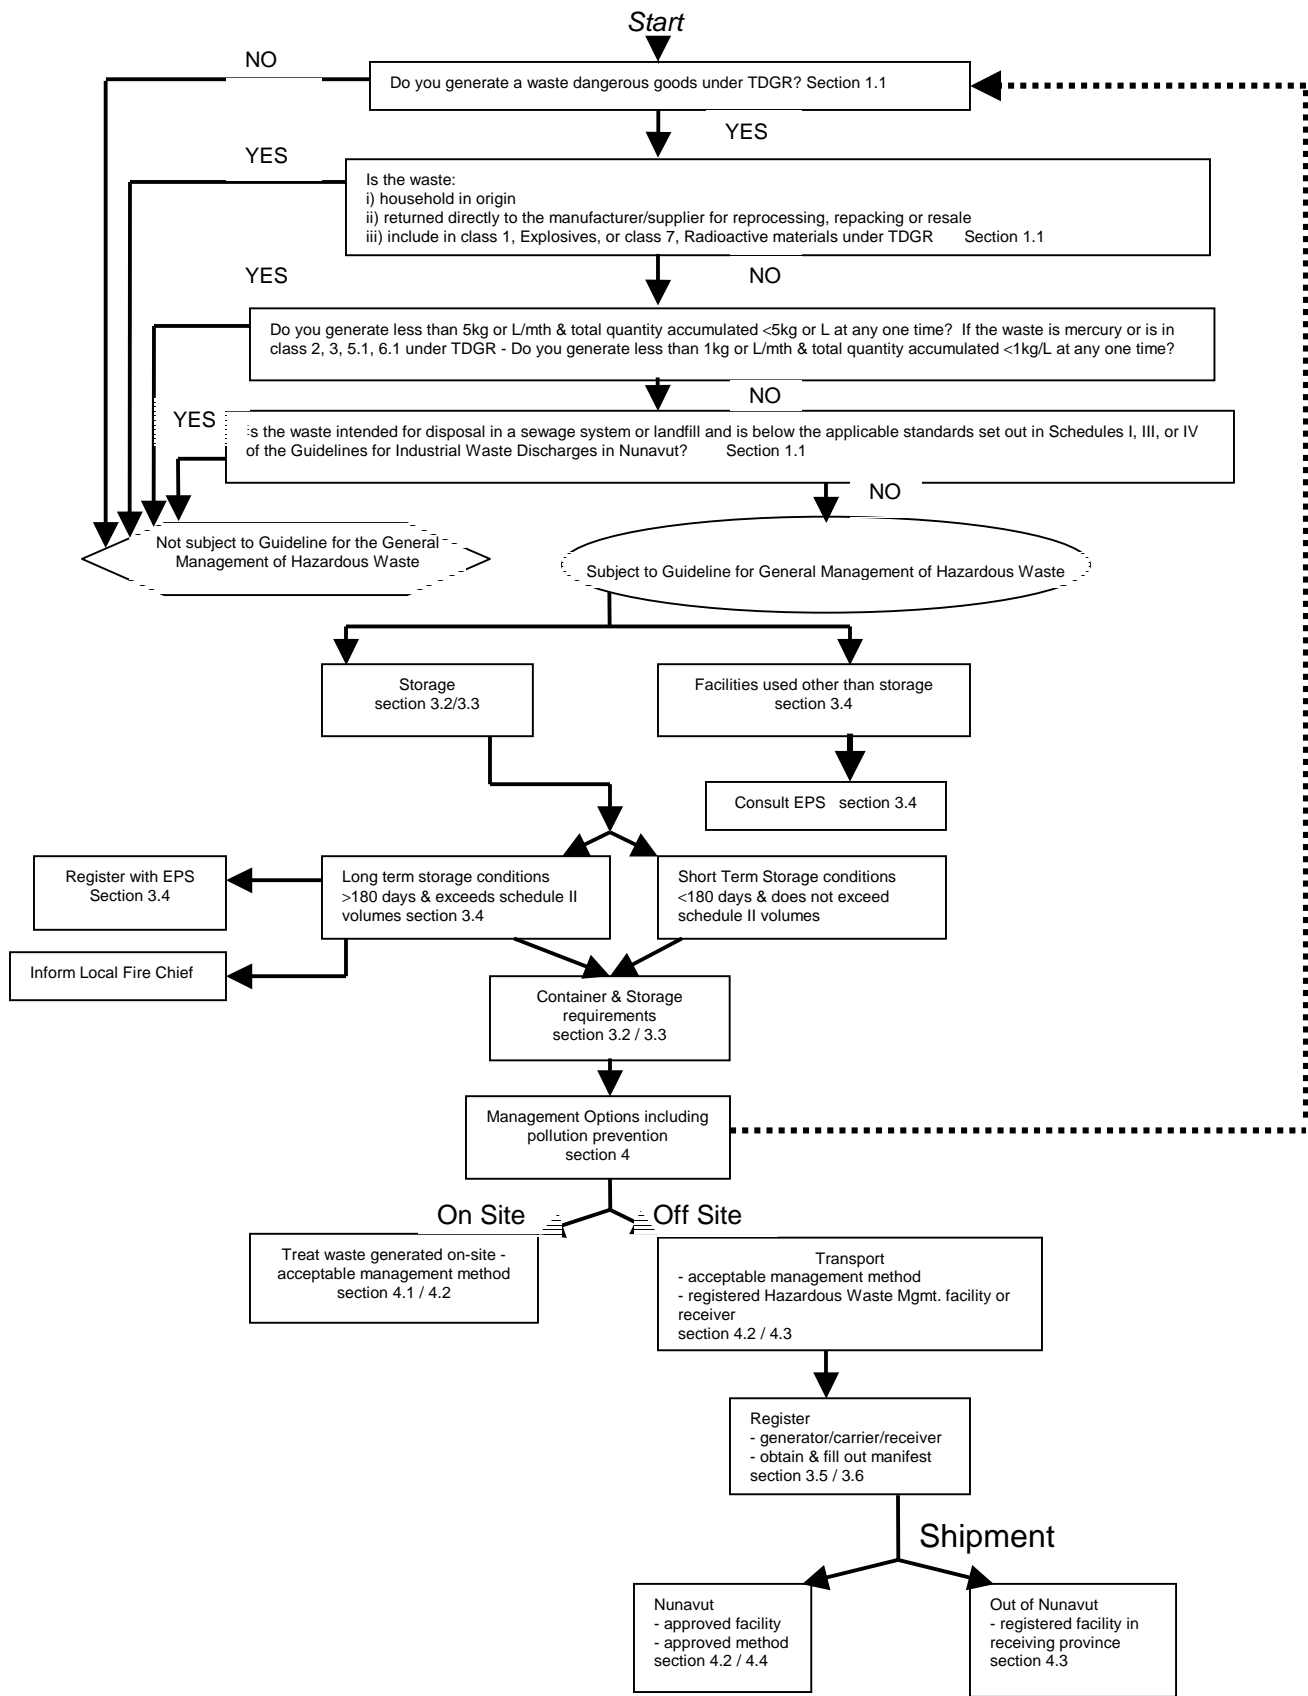 Start
NO
Do you generate a waste dangerous goods under TDGR? Section 1.1
YES
YES
Is the waste:
i) household in origin
ii) returned directly to the manufacturer/supplier for reprocessing, repacking or resale
iii) include in class 1, Explosives, or class 7, Radioactive materials under TDGR Section 1.1
YES
NO
Do you generate less than 5kg or L/mth & total quantity accumulated <5kg or L at any one time? If the waste is mercury or is in
class 2, 3, 5.1, 6.1 under TDGR - Do you generate less than 1kg or L/mth & total quantity accumulated <1kg/L at any one time?
NO
YES
s the waste intended for disposal in a sewage system or landfill and is below the applicable standards set out in Schedules I, III, or IV
of the Guidelines for Industrial Waste Discharges in Nunavut? Section 1.1
NO
Not subject to Guideline for the General
Management of Hazardous Waste
Subject to Guideline for General Management of Hazardous Waste
Storage
section 3.2/3.3
Facilities used other than storage
section 3.4
Consult EPS section 3.4
Register with EPS
Section 3.4
Long term storage conditions
>180 days & exceeds schedule II
volumes section 3.4
Short Term Storage conditions
<180 days & does not exceed
schedule II volumes
Inform Local Fire Chief
Container & Storage
requirements
section 3.2 / 3.3
Management Options including
pollution prevention
section 4
On Site
Off Site
Treat waste generated on-site -
acceptable management method
section 4.1 / 4.2
Transport
- acceptable management method
- registered Hazardous Waste Mgmt. facility or
receiver
section 4.2 / 4.3
Register
- generator/carrier/receiver
- obtain & fill out manifest
section 3.5 / 3.6
Shipment
Nunavut
- approved facility
- approved method
section 4.2 / 4.4
Out of Nunavut
- registered facility in
receiving province
section 4.3